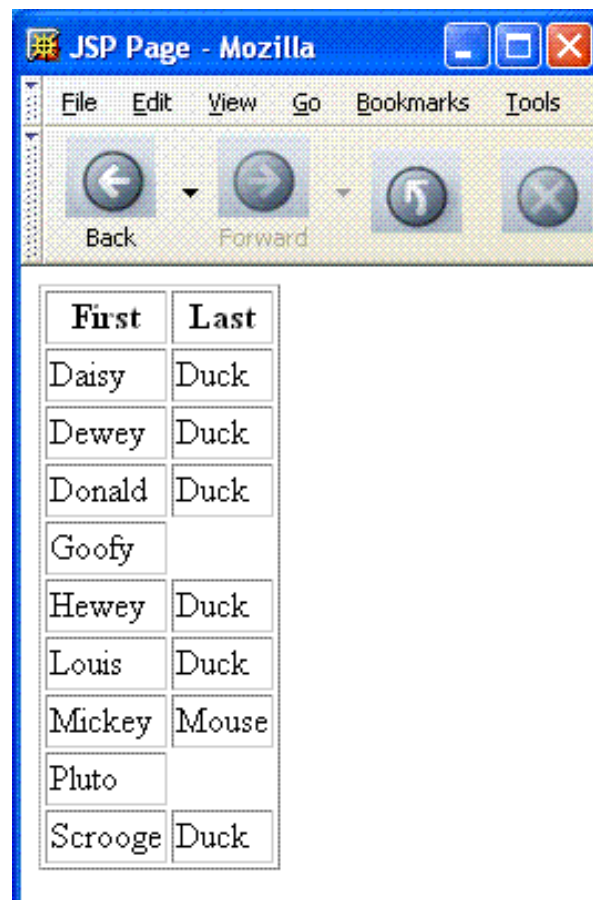 JSP Page - Mozilla
File Edit View Go Bookmarks Tools
Back Forward
First Last
Daisy Duck
Dewey Duck
Donald Duck
Goofy
Hewey Duck
Louis Duck
Mickey Mouse
Pluto
Scrooge Duck